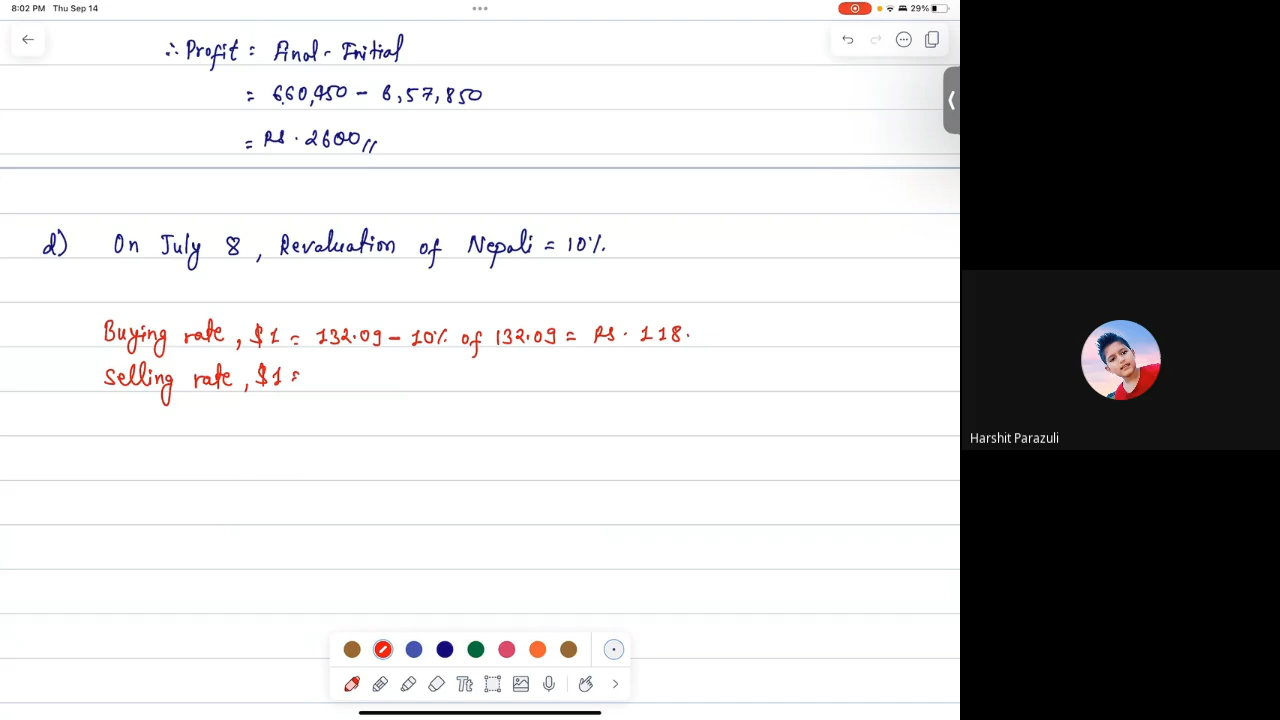 8:02 PM Thu Sep 14
29%
∴ Profit = Final - Initial
= 660,450 - 6,57,850
= Rs. 2600//
d) On July 8, Revaluation of Nepali = 10%.
Buying rate, $1 = 132.09 - 10% of 132.09 = Rs. 118.
Selling rate, $1 =
Harshit Parazuli
Tt